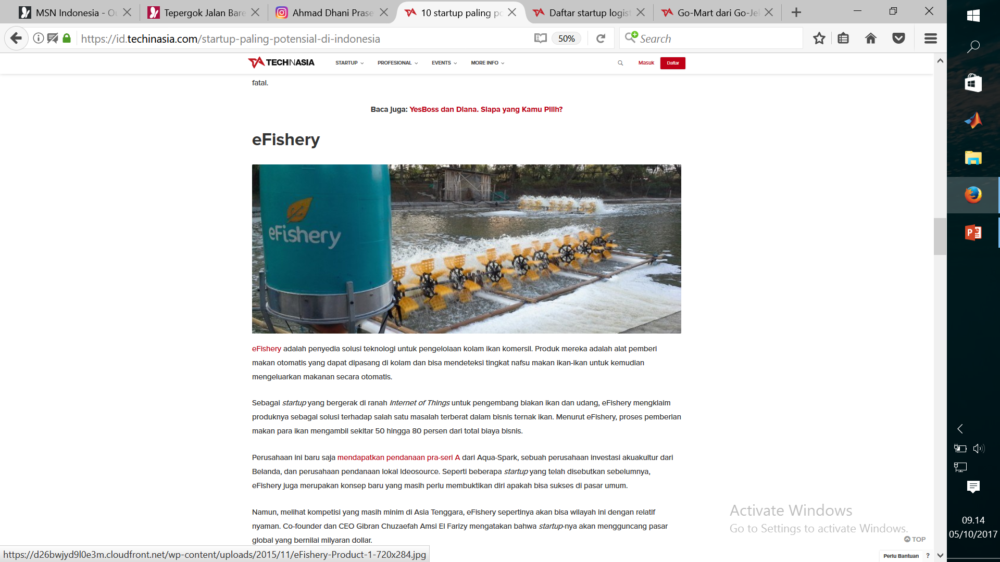 MSN Indonesia - Ou
Tepergok Jalan Bare
Ahmad Dhani Prase
10 startup paling po
Daftar startup logist
Go-Mart dari Go-Jek
https://id.techinasia.com/startup-paling-potensial-di-indonesia
50%
Search
TECHINASIA
STARTUP
PROFESIONAL
EVENTS
MORE INFO
Masuk
Daftar
fatal.
Baca juga: YesBoss dan Diana. Siapa yang Kamu Pilih?
eFishery
eFishery
eFishery adalah penyedia solusi teknologi untuk pengelolaan kolam ikan komersil. Produk mereka adalah alat pemberi
makan otomatis yang dapat dipasang di kolam dan bisa mendeteksi tingkat nafsu makan ikan-ikan untuk kemudian
mengeluarkan makanan secara otomatis.
Sebagai startup yang bergerak di ranah Internet of Things untuk pengembang biakan ikan dan udang, eFishery mengklaim
produknya sebagai solusi terhadap salah satu masalah terberat dalam bisnis ternak ikan. Menurut eFishery, proses pemberian
makan para ikan mengambil sekitar 50 hingga 80 persen dari total biaya bisnis.
Perusahaan ini baru saja mendapatkan pendanaan pra-seri A dari Aqua-Spark, sebuah perusahaan investasi akuakultur dari
Belanda, dan perusahaan pendanaan lokal Ideosource. Seperti beberapa startup yang telah disebutkan sebelumnya,
eFishery juga merupakan konsep baru yang masih perlu membuktikan diri apakah bisa sukses di pasar umum.
Namun, melihat kompetisi yang masih minim di Asia Tenggara, eFishery sepertinya akan bisa wilayah ini dengan relatif
nyaman. Co-founder dan CEO Gibran Chuzaefah Amsi El Farizy mengatakan bahwa startup-nya akan mengguncang pasar
global yang bernilai milyaran dollar.
Activate Windows
Go to Settings to activate Windows.
TOP
Perlu Bantuan ?
https://d26bwjyd9l0e3m.cloudfront.net/wp-content/uploads/2015/11/eFishery-Product-1-720x284.jpg
09.14
05/10/2017